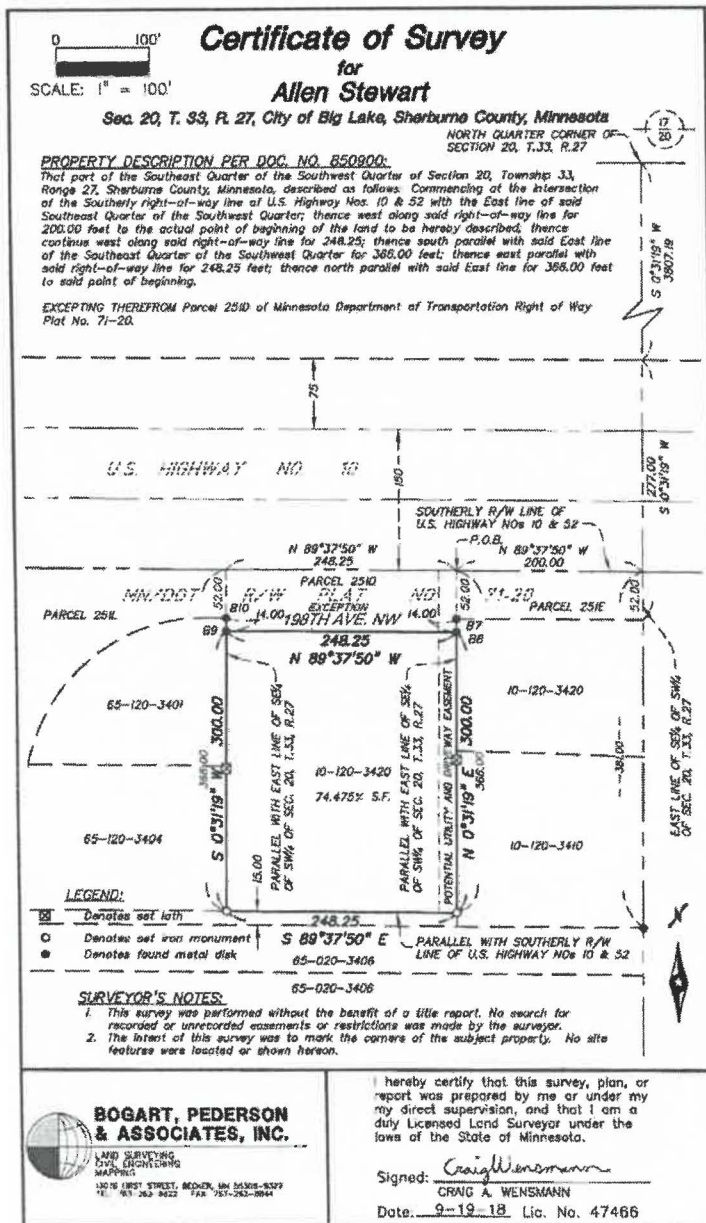 0 100'
SCALE: 1" = 100.'
Certificate of Survey
for
Allen Stewart
Sec. 20, T. 33, R. 27, City of Big Lake, Sherburne County, Minnesota
NORTH QUARTER CORNER OF
SECTION 20, T.33, R.27
17
20
PROPERTY DESCRIPTION PER DOC. NO. 850900:
That part of the Southeast Quarter of the Southwest Quarter of Section 20, Township 33,
Range 27, Sherburne County, Minnesota, described as follows: Commencing at the intersection
of the Southerly right-of-way line of U.S. Highway Nos. 10 & 52 with the East line of said
Southeast Quarter of the Southwest Quarter; thence west along said right-of-way line for
200.00 feet to the actual point of beginning of the land to be hereby described; thence
continue west along said right-of-way line for 248.25; thence south parallel with said East line
of the Southeast Quarter of the Southwest Quarter for 366.00 feet; thence east parallel with
said right-of-way line for 248.25 feet; thence north parallel with said East line for 366.00 feet
to said point of beginning.
EXCEPTING THEREFROM Parcel 251D of Minnesota Department of Transportation Right of Way
Plat No. 71-20.
S 0°31'19" W
3807.19
75
U.S. HIGHWAY NO 10
150
277.00
S 0°31'19" W
SOUTHERLY R/W LINE OF
U.S. HIGHWAY NOs 10 & 52
P.O.B.
N 89°37'50" W
248.25
N 89°37'50" W
200.00
PARCEL 251D
MN/DOT R/W PLAT NO 71-20
PARCEL 251L
52.00
B10
14.00
EXCEPTION
198TH AVE. NW
14.00
52.00
B7
PARCEL 251E
52.00
B9
248.25
B8
N 89°37'50" W
65-120-3401
S 0°31'19" W 300.00
366.00
PARALLEL WITH EAST LINE OF SE¼
OF SW¼ OF SEC. 20, T.33, R.27
10-120-3420
74,475± S.F.
PARALLEL WITH EAST LINE OF SE¼
OF SW¼ OF SEC. 20, T.33, R.27
POTENTIAL UTILITY AND DRIVEWAY EASEMENT
N 0°31'19" E 300.00
366.00
10-120-3420
381.00
EAST LINE OF SE¼ OF SW¼
OF SEC. 20, T.33, R.27
65-120-3404
10-120-3410
15.00
LEGEND:
Denotes set lath
Denotes set iron monument
Denotes found metal disk
248.25
S 89°37'50" E
PARALLEL WITH SOUTHERLY R/W
LINE OF U.S. HIGHWAY NOs 10 & 52
65-020-3406
65-020-3406
N
SURVEYOR'S NOTES:
1. This survey was performed without the benefit of a title report. No search for
recorded or unrecorded easements or restrictions was made by the surveyor.
2. The intent of this survey was to mark the corners of the subject property. No site
features were located or shown hereon.
BOGART, PEDERSON
& ASSOCIATES, INC.
LAND SURVEYING
CIVIL ENGINEERING
MAPPING
13076 FIRST STREET, BECKER, MN 55308-9322
TEL: 763-262-8822 FAX: 763-262-8844
I hereby certify that this survey, plan, or
report was prepared by me or under my
my direct supervision, and that I am a
duly Licensed Land Surveyor under the
laws of the State of Minnesota.
Signed: Craig Wensmann
CRAIG A. WENSMANN
Date: 9-19-18 Lic. No. 47466